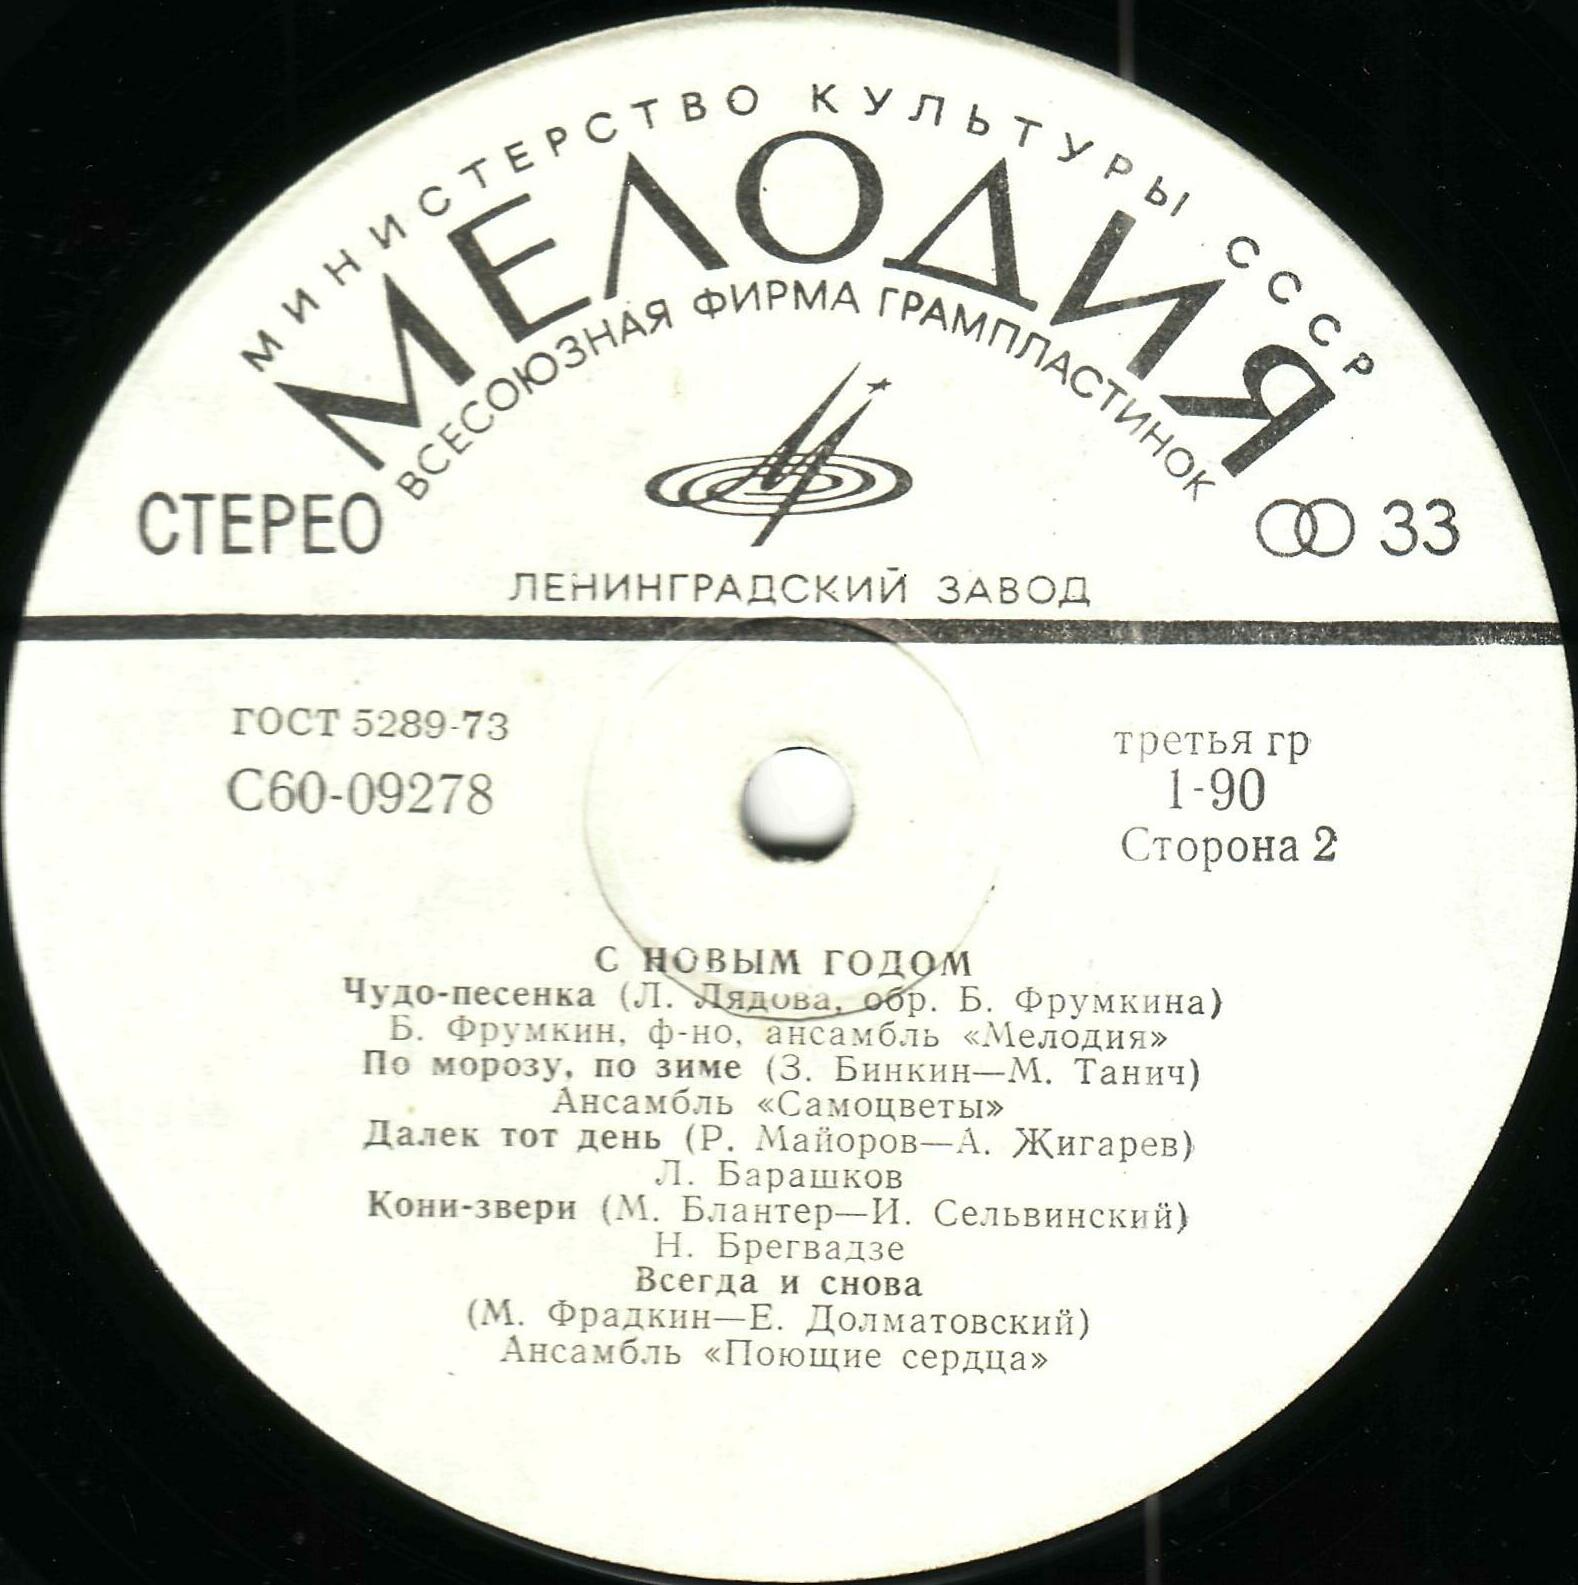 МИНИСТЕРСТВО КУЛЬТУРЫ СССР
МЕЛОДИЯ
ВСЕСОЮЗНАЯ ФИРМА ГРАМПЛАСТИНОК
СТЕРЕО
33
ЛЕНИНГРАДСКИЙ ЗАВОД
ГОСТ 5289-73
С60-09278
третья гр
1-90
Сторона 2
С НОВЫМ ГОДОМ
Чудо-песенка (Л. Лядова, обр. Б. Фрумкина)
Б. Фрумкин, ф-но, ансамбль «Мелодия»
По морозу, по зиме (З. Бинкин—М. Танич)
Ансамбль «Самоцветы»
Далек тот день (Р. Майоров—А. Жигарев)
Л. Барашков
Кони-звери (М. Блантер—И. Сельвинский)
Н. Брегвадзе
Всегда и снова
(М. Фрадкин—Е. Долматовский)
Ансамбль «Поющие сердца»